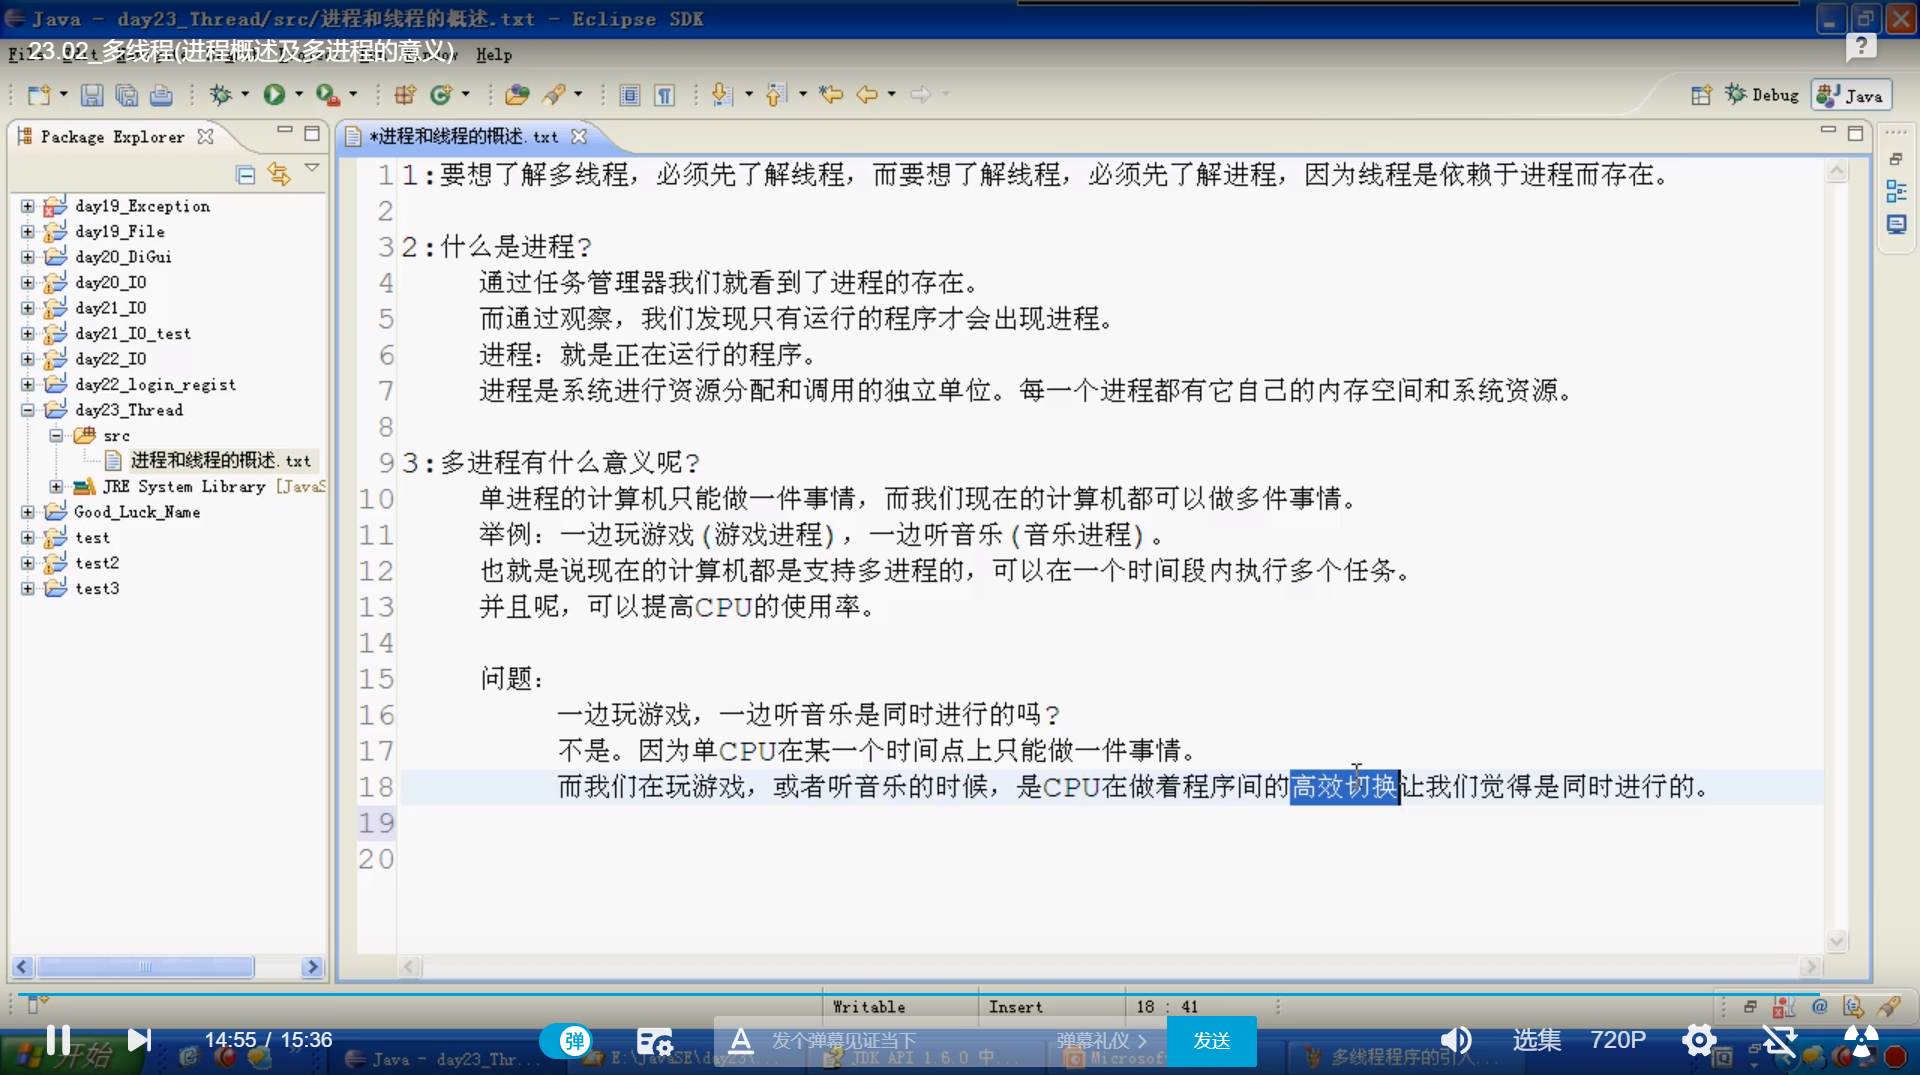 Java - day23_Thread/src/进程和线程的概述.txt - Eclipse SDK
23.02_多线程(进程概述及多进程的意义)
Help
Debug
Java
Package Explorer
*进程和线程的概述.txt
day19_Exception
day19_File
day20_DiGui
day20_IO
day21_IO
day21_IO_test
day22_IO
day22_login_regist
day23_Thread
src
进程和线程的概述.txt
JRE System Library [JavaS
Good_Luck_Name
test
test2
test3
1 1:要想了解多线程，必须先了解线程，而要想了解线程，必须先了解进程，因为线程是依赖于进程而存在。
2
3 2:什么是进程?
4 通过任务管理器我们就看到了进程的存在。
5 而通过观察，我们发现只有运行的程序才会出现进程。
6 进程：就是正在运行的程序。
7 进程是系统进行资源分配和调用的独立单位。每一个进程都有它自己的内存空间和系统资源。
8
9 3:多进程有什么意义呢?
10 单进程的计算机只能做一件事情，而我们现在的计算机都可以做多件事情。
11 举例：一边玩游戏(游戏进程)，一边听音乐(音乐进程)。
12 也就是说现在的计算机都是支持多进程的，可以在一个时间段内执行多个任务。
13 并且呢，可以提高CPU的使用率。
14
15 问题：
16 一边玩游戏，一边听音乐是同时进行的吗?
17 不是。因为单CPU在某一个时间点上只能做一件事情。
18 而我们在玩游戏，或者听音乐的时候，是CPU在做着程序间的高效切换让我们觉得是同时进行的。
19
20
Writable
Insert
18 : 41
14:55 / 15:36
弹
发个弹幕见证当下
弹幕礼仪
发送
选集
720P
开始
Java - day23_Thr...
E:\JavaSE\day23\
JDK API 1.6.0 中...
Microsoft
多线程程序的引入...